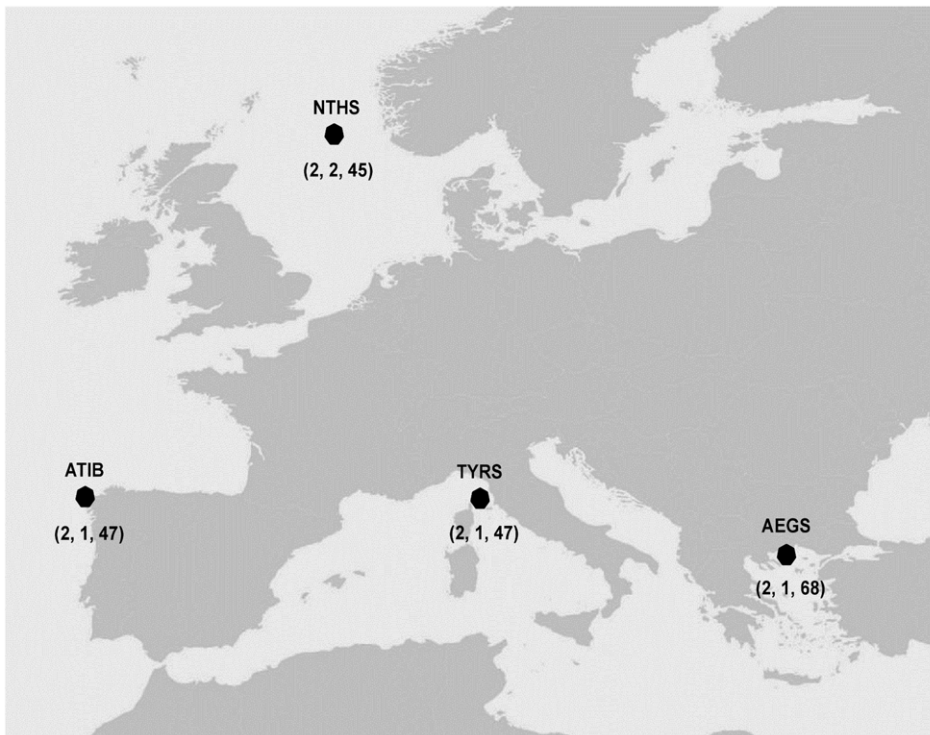 NTHS
(2, 2, 45)
ATIB
(2, 1, 47)
TYRS
(2, 1, 47)
AEGS
(2, 1, 68)